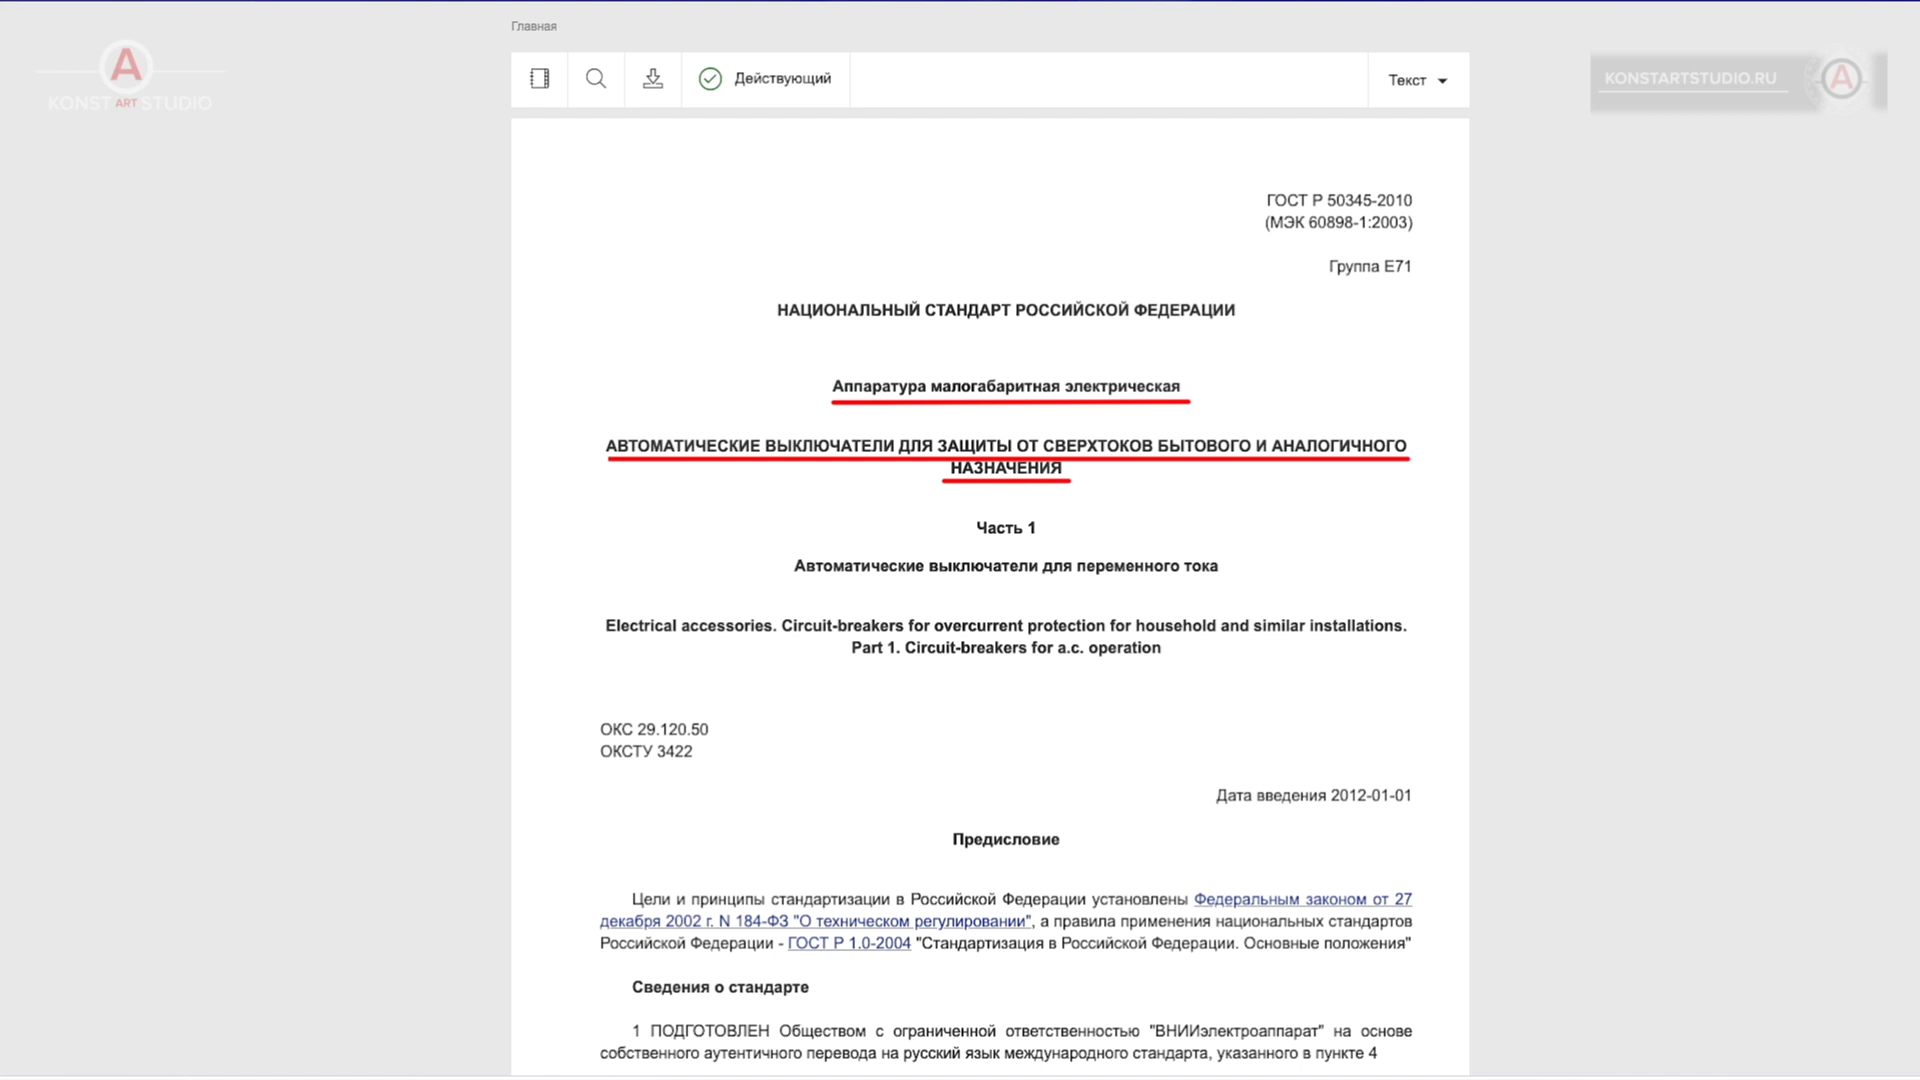 Главная
A
KONST ART STUDIO
Действующий
Текст
KONSTARTSTUDIO.RU
A
ГОСТ Р 50345-2010
(МЭК 60898-1:2003)
Группа Е71
НАЦИОНАЛЬНЫЙ СТАНДАРТ РОССИЙСКОЙ ФЕДЕРАЦИИ
Аппаратура малогабаритная электрическая
АВТОМАТИЧЕСКИЕ ВЫКЛЮЧАТЕЛИ ДЛЯ ЗАЩИТЫ ОТ СВЕРХТОКОВ БЫТОВОГО И АНАЛОГИЧНОГО
НАЗНАЧЕНИЯ
Часть 1
Автоматические выключатели для переменного тока
Electrical accessories. Circuit-breakers for overcurrent protection for household and similar installations.
Part 1. Circuit-breakers for a.c. operation
ОКС 29.120.50
ОКСТУ 3422
Дата введения 2012-01-01
Предисловие
Цели и принципы стандартизации в Российской Федерации установлены Федеральным законом от 27
декабря 2002 г. N 184-ФЗ "О техническом регулировании", а правила применения национальных стандартов
Российской Федерации - ГОСТ Р 1.0-2004 "Стандартизация в Российской Федерации. Основные положения"
Сведения о стандарте
1 ПОДГОТОВЛЕН Обществом с ограниченной ответственностью "ВНИИэлектроаппарат" на основе
собственного аутентичного перевода на русский язык международного стандарта, указанного в пункте 4